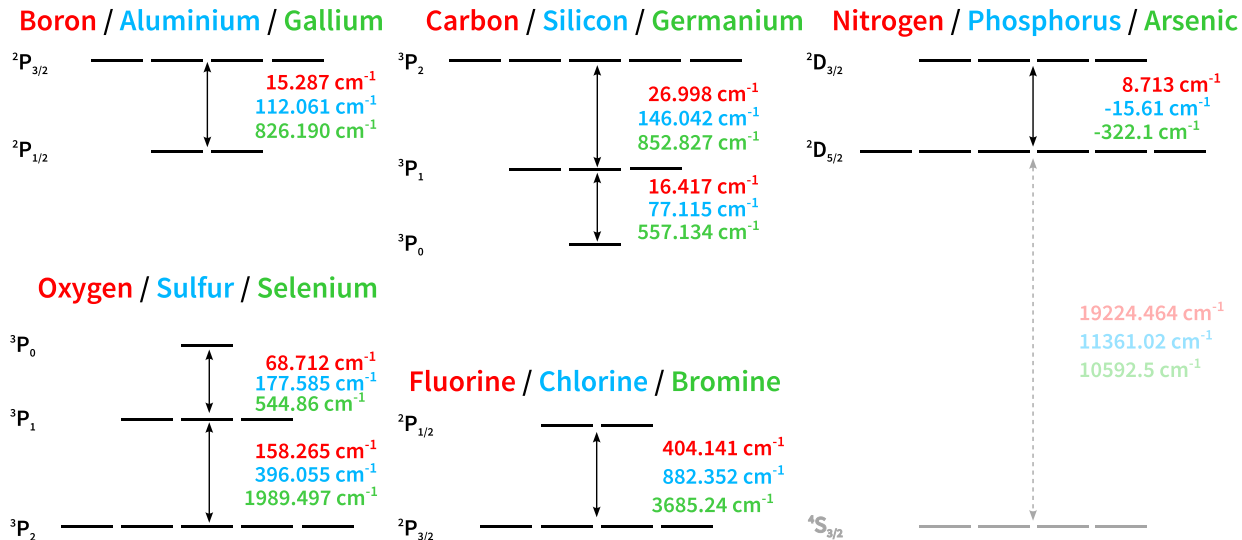 Boron / Aluminium / Gallium
²P₃/₂
15.287 cm⁻¹
112.061 cm⁻¹
826.190 cm⁻¹
²P₁/₂
Carbon / Silicon / Germanium
³P₂
26.998 cm⁻¹
146.042 cm⁻¹
852.827 cm⁻¹
³P₁
16.417 cm⁻¹
77.115 cm⁻¹
557.134 cm⁻¹
³P₀
Nitrogen / Phosphorus / Arsenic
²D₃/₂
8.713 cm⁻¹
-15.61 cm⁻¹
-322.1 cm⁻¹
²D₅/₂
19224.464 cm⁻¹
11361.02 cm⁻¹
10592.5 cm⁻¹
⁴S₃/₂
Oxygen / Sulfur / Selenium
³P₀
68.712 cm⁻¹
177.585 cm⁻¹
544.86 cm⁻¹
³P₁
158.265 cm⁻¹
396.055 cm⁻¹
1989.497 cm⁻¹
³P₂
Fluorine / Chlorine / Bromine
²P₁/₂
404.141 cm⁻¹
882.352 cm⁻¹
3685.24 cm⁻¹
²P₃/₂